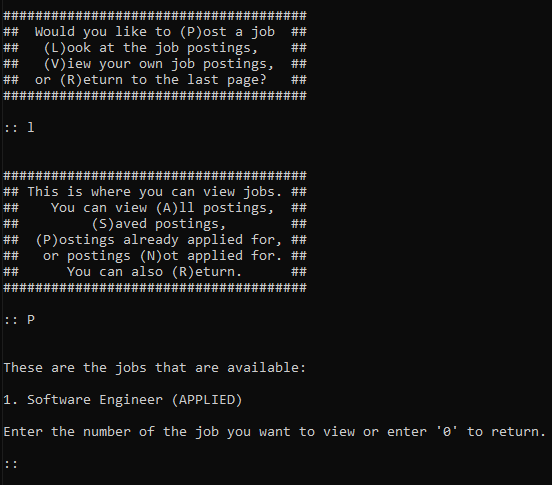 ######################################
##  Would you like to (P)ost a job  ##
##   (L)ook at the job postings,    ##
##   (V)iew your own job postings,  ##
##  or (R)eturn to the last page?   ##
######################################
:: l
######################################
## This is where you can view jobs. ##
##    You can view (A)ll postings,  ##
##         (S)aved postings,        ##
##  (P)ostings already applied for, ##
##   or postings (N)ot applied for. ##
##      You can also (R)eturn.      ##
######################################
:: P
These are the jobs that are available:
1. Software Engineer (APPLIED)
Enter the number of the job you want to view or enter '0' to return.
::